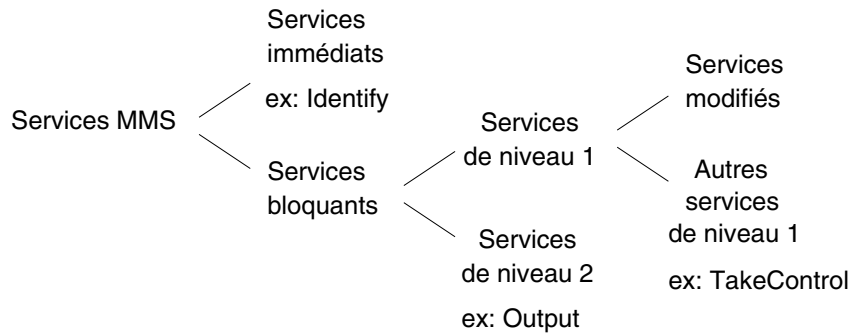 Services MMS
Services
immédiats
ex: Identify
Services
bloquants
Services
de niveau 1
Services
de niveau 2
ex: Output
Services
modifiés
Autres
services
de niveau 1
ex: TakeControl